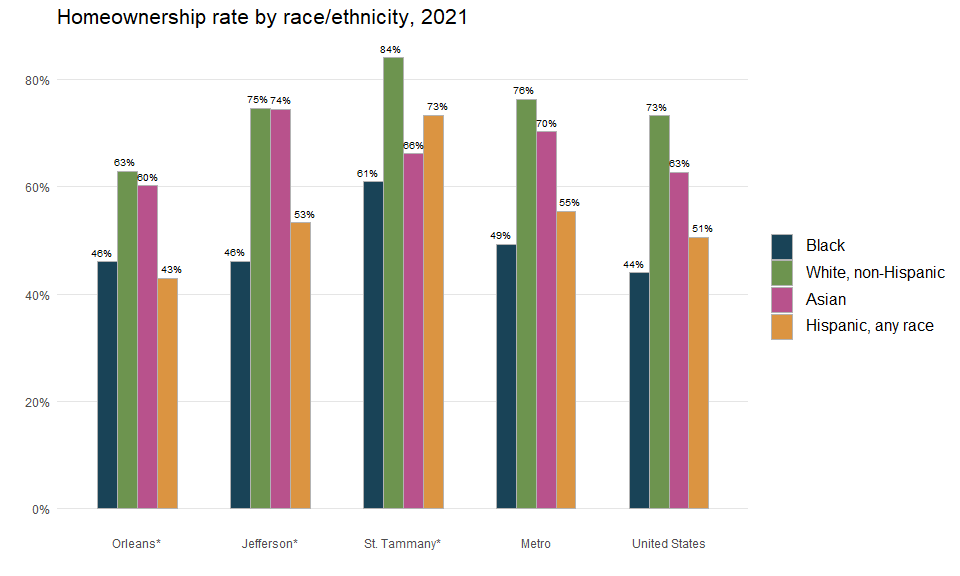 Homeownership rate by race/ethnicity, 2021
80%
60%
40%
20%
0%
46%
63%
60%
43%
46%
75%
74%
53%
61%
84%
66%
73%
49%
76%
70%
55%
44%
73%
63%
51%
Orleans*
Jefferson*
St. Tammany*
Metro
United States
Black
White, non-Hispanic
Asian
Hispanic, any race